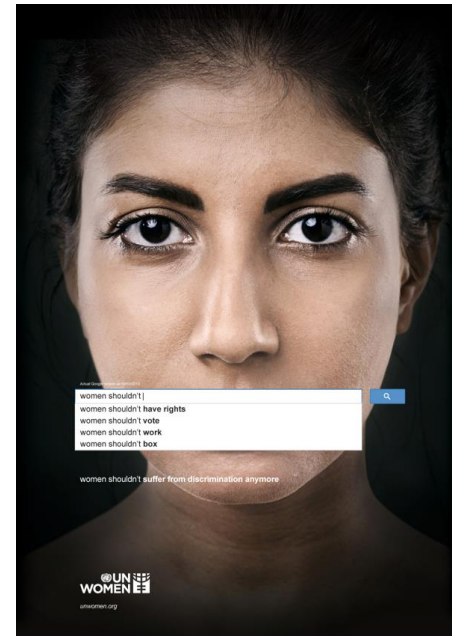 women shouldn't
women shouldn't have rights
women shouldn't vote
women shouldn't work
women shouldn't box
women shouldn't suffer from discrimination anymore
UN
WOMEN
unwomen.org